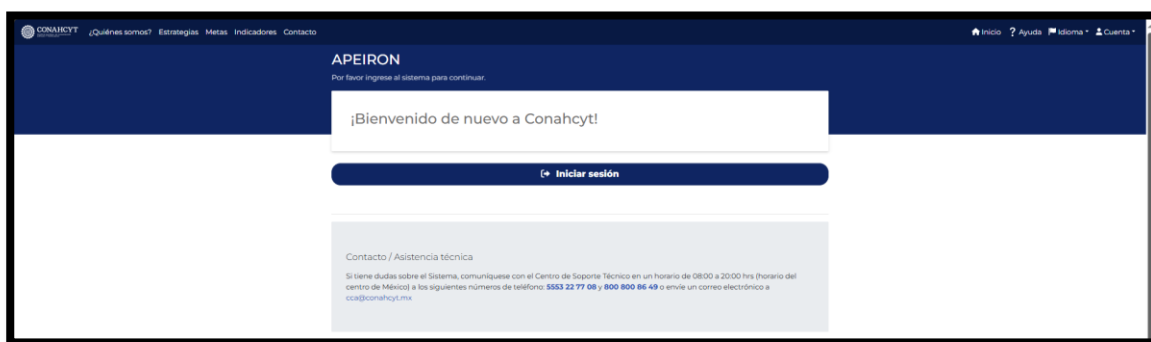 CONAHCYT ¿Quiénes somos? Estrategias Metas Indicadores Contacto Inicio ? Ayuda Idioma Cuenta
APEIRON
Por favor ingrese al sistema para continuar.
¡Bienvenido de nuevo a Conahcyt!
Iniciar sesión
Contacto / Asistencia técnica
Si tiene dudas sobre el Sistema, comuníquese con el Centro de Soporte Técnico en un horario de 08:00 a 20:00 hrs (horario del
centro de México) a los siguientes números de teléfono: 5553 22 77 08 y 800 800 86 49 o envíe un correo electrónico a
cca@conahcyt.mx